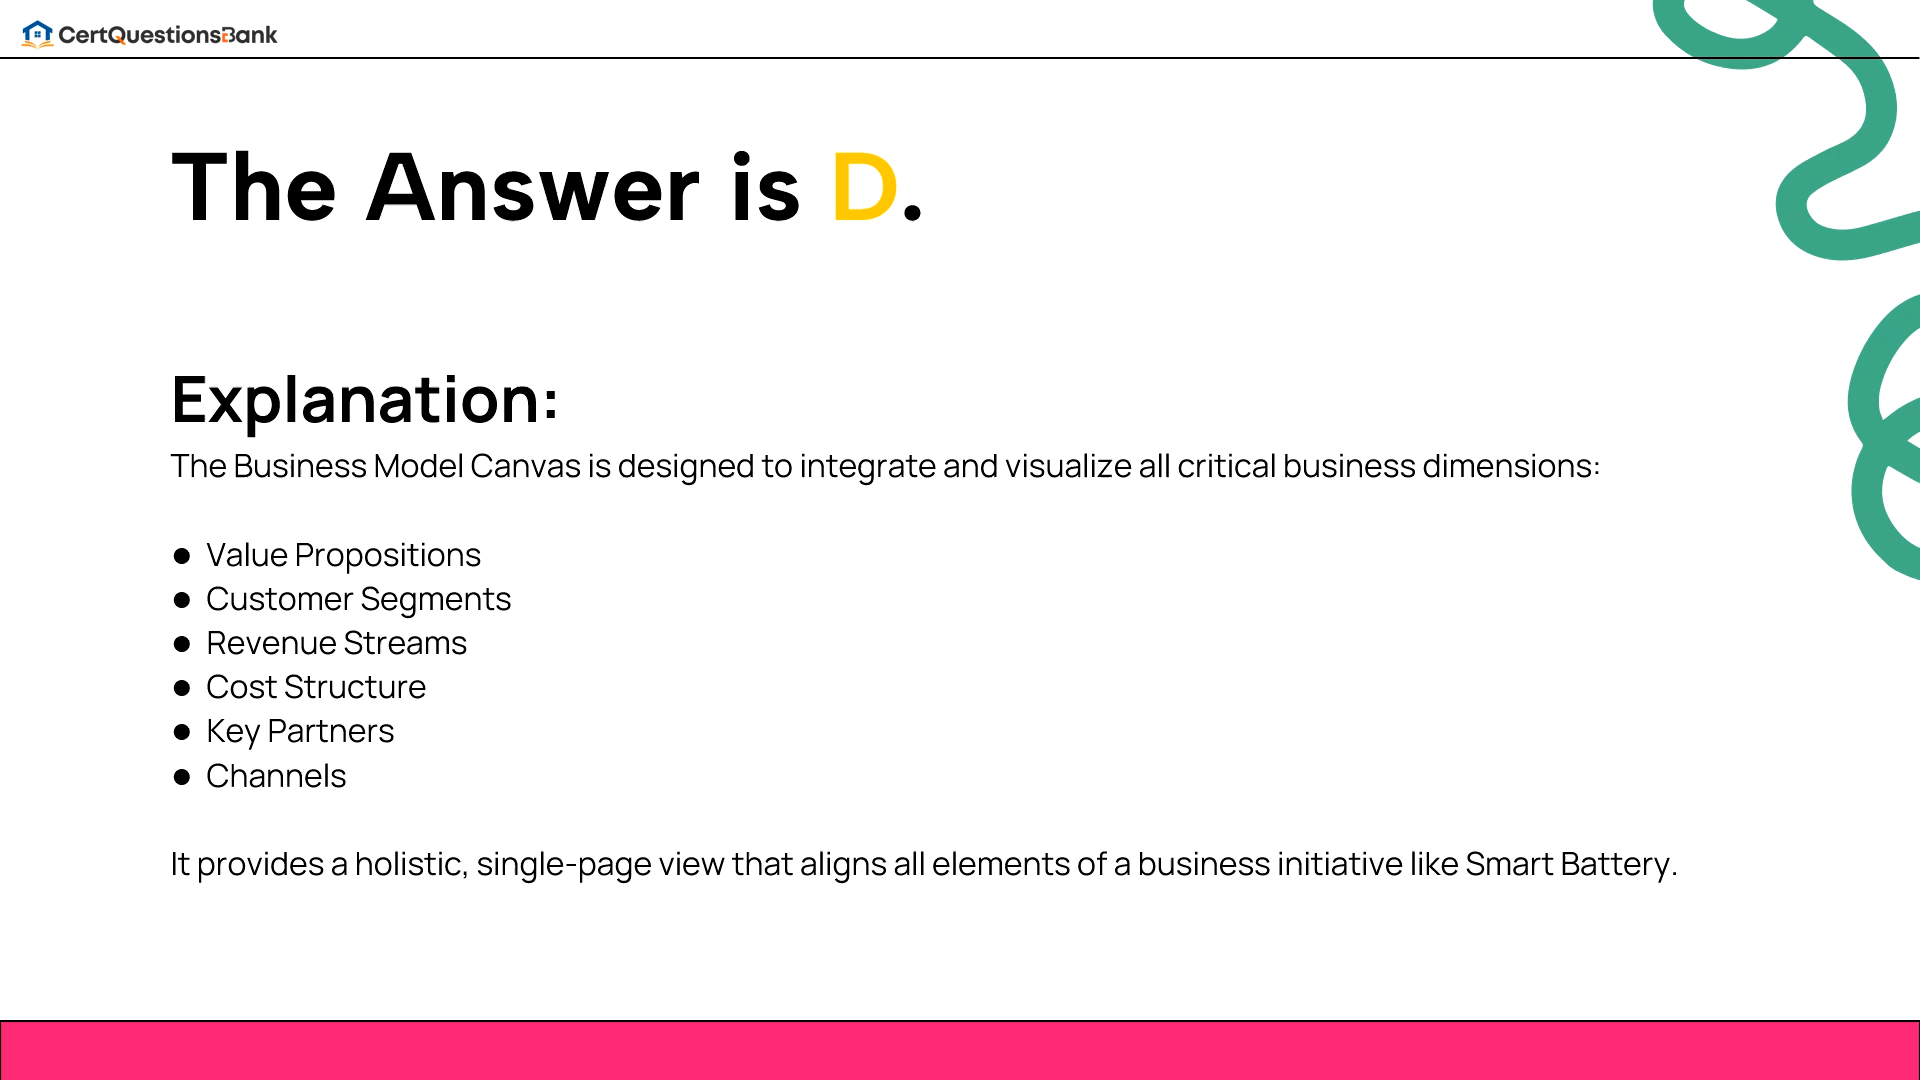 CertQuestionsBank
The Answer is D.
Explanation:
The Business Model Canvas is designed to integrate and visualize all critical business dimensions:
● Value Propositions
● Customer Segments
● Revenue Streams
● Cost Structure
● Key Partners
● Channels
It provides a holistic, single-page view that aligns all elements of a business initiative like Smart Battery.